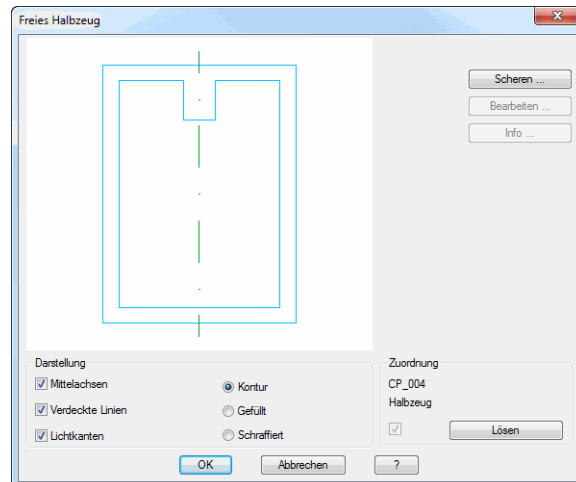 Freies Halbzeug
Scheren ...
Bearbeiten ...
Info ...
Darstellung
Mittelachsen
Verdeckte Linien
Lichtkanten
Kontur
Gefüllt
Schraffiert
Zuordnung
CP_004
Halbzeug
Lösen
OK
Abbrechen
?